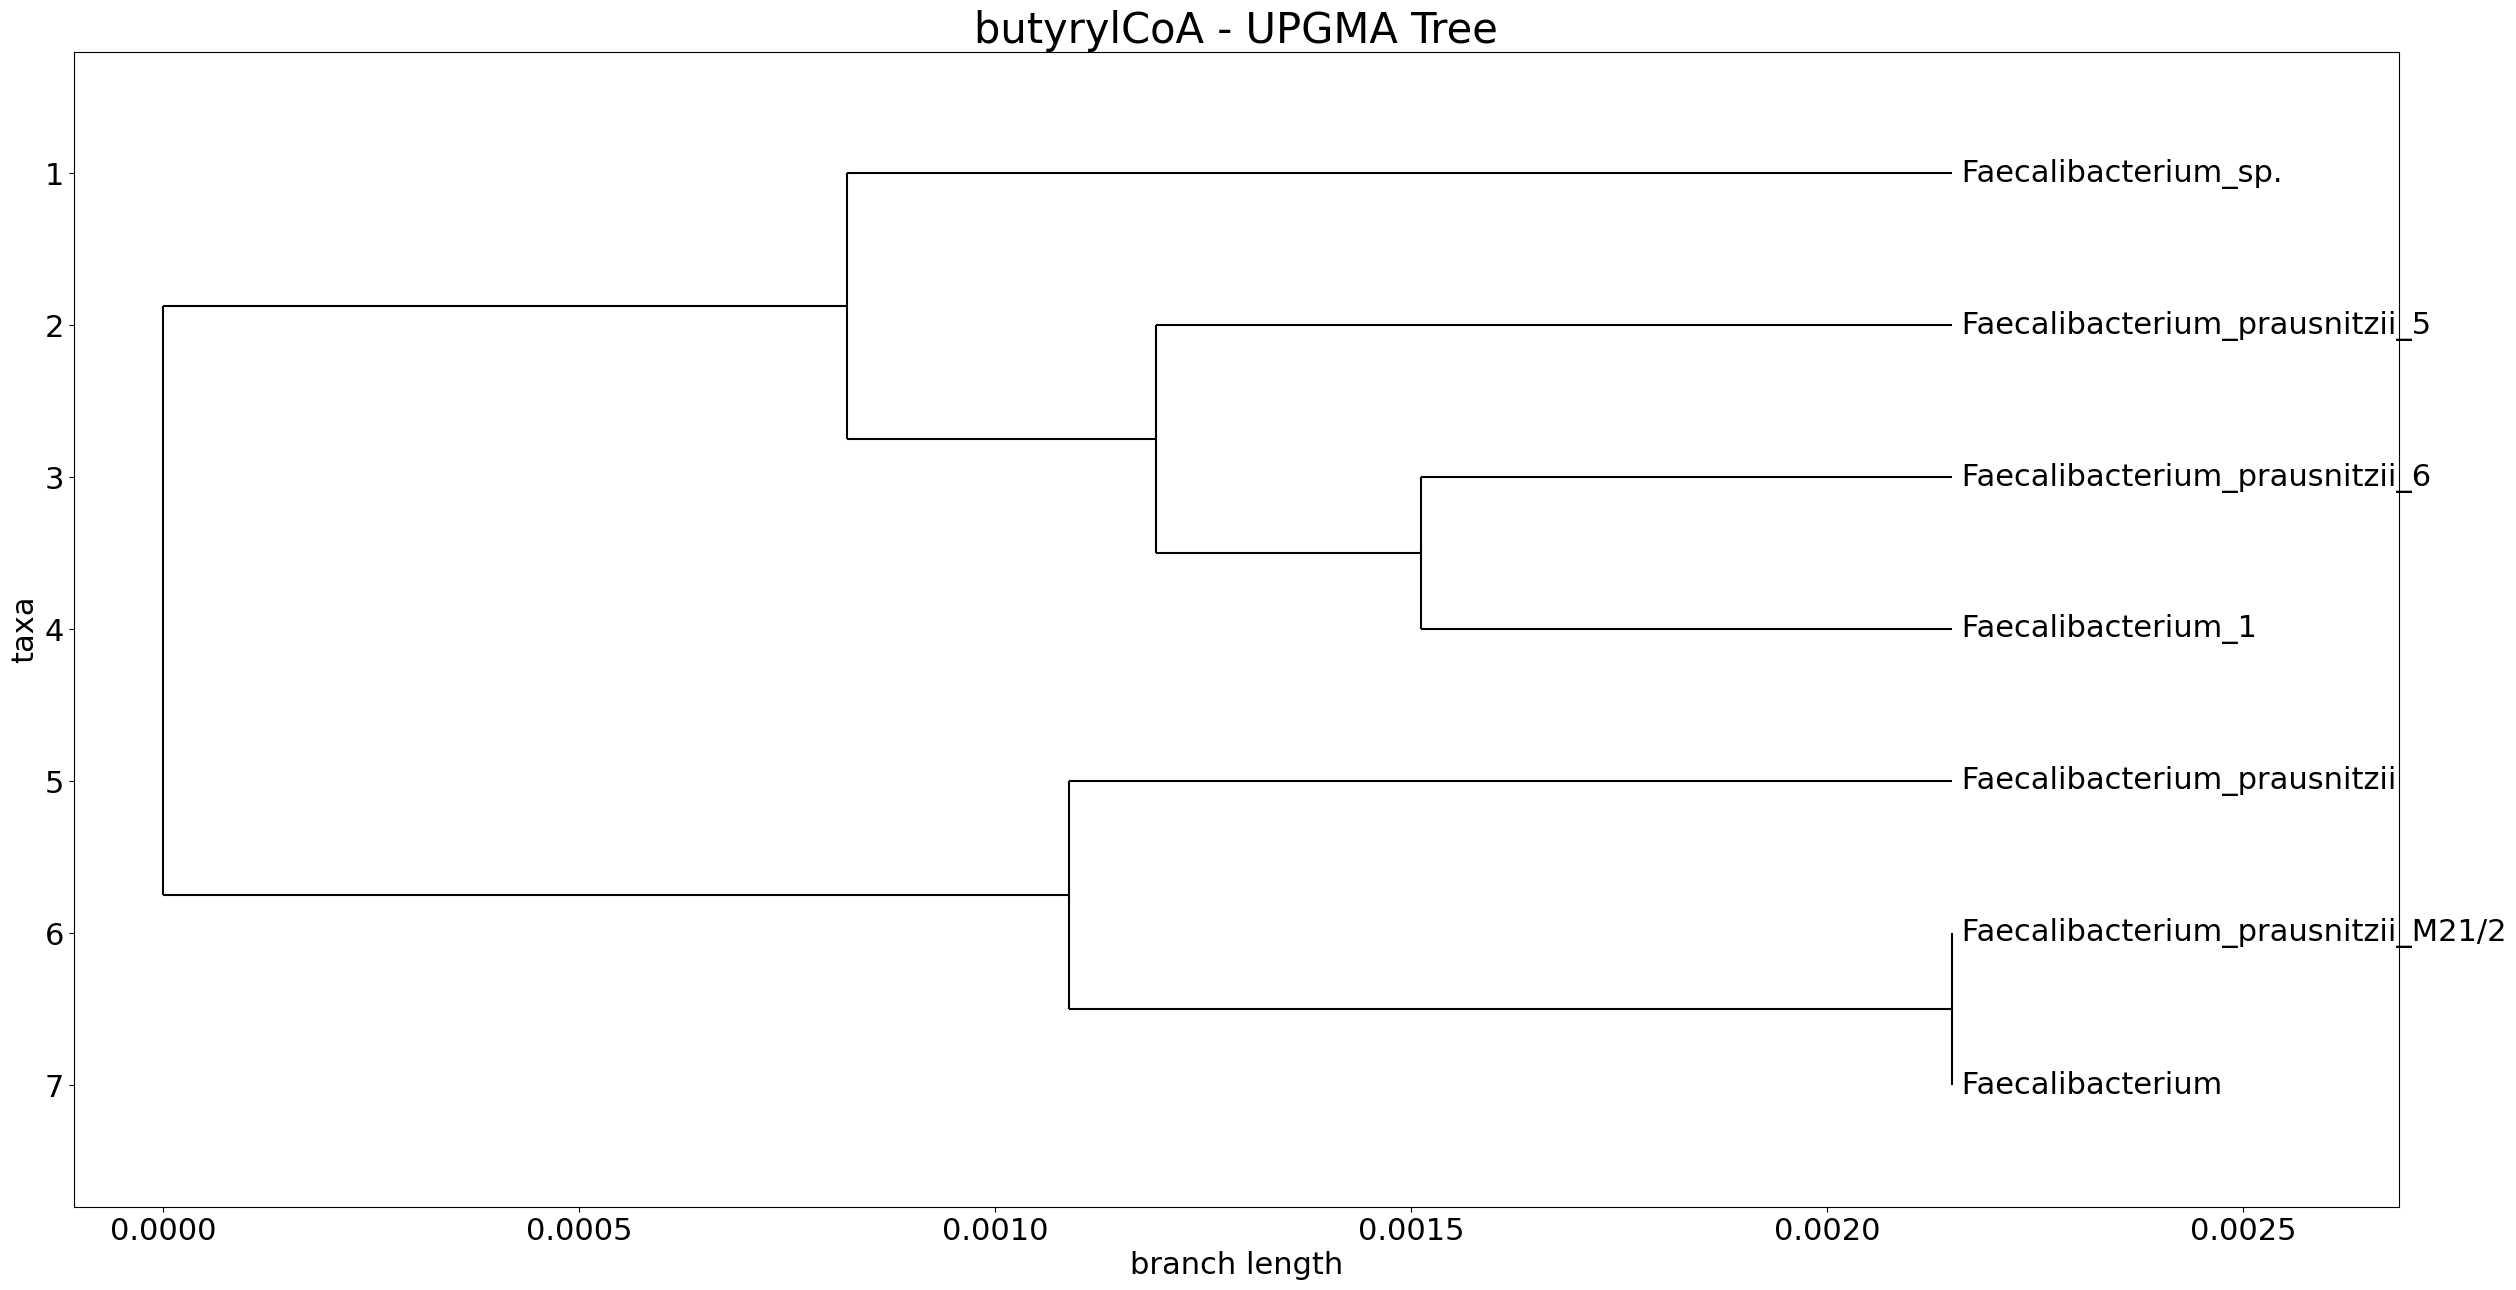 butyrylCoA - UPGMA Tree
taxa
1
Faecalibacterium_sp.
2
Faecalibacterium_prausnitzii_5
3
Faecalibacterium_prausnitzii_6
4
Faecalibacterium_1
5
Faecalibacterium_prausnitzii
6
Faecalibacterium_prausnitzii_M21/2
7
Faecalibacterium
0.0000 0.0005 0.0010 0.0015 0.0020 0.0025
branch length